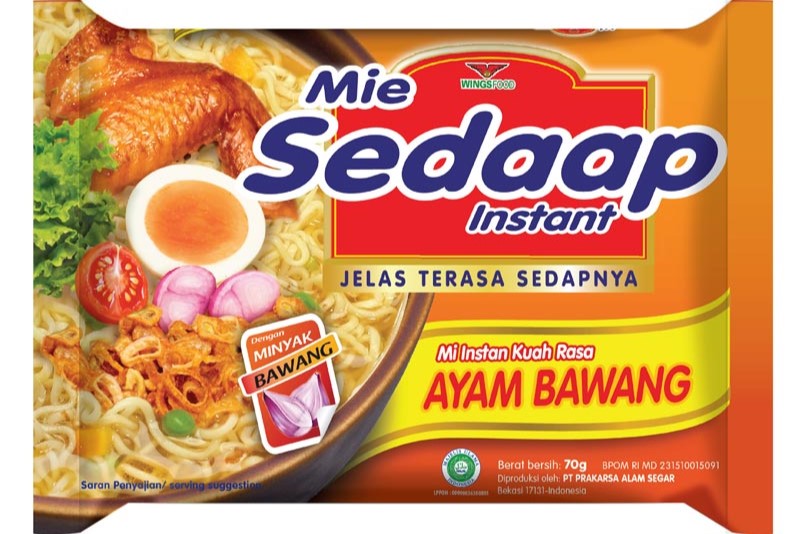 WINGSFOOD
Mie
Sedaap
Instant
JELAS TERASA SEDAPNYA
Dengan
MINYAK
BAWANG
Mi Instan Kuah Rasa
AYAM BAWANG
Berat bersih: 70g BPOM RI MD 231510015091
Diproduksi oleh: PT PRAKARSA ALAM SEGAR
Bekasi 17131-Indonesia
Saran Penyajian/ serving suggestion